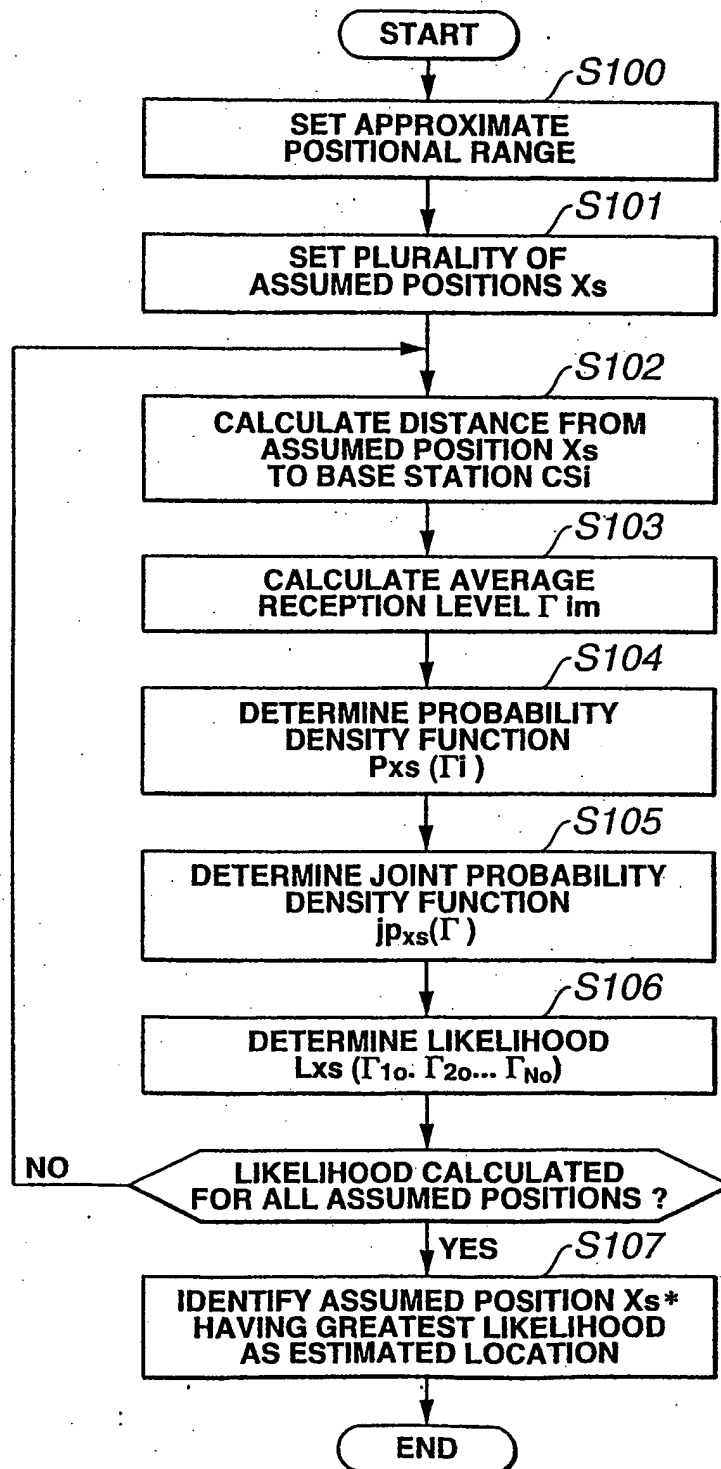 START
S100
SET APPROXIMATE
POSITIONAL RANGE
S101
SET PLURALITY OF
ASSUMED POSITIONS Xs
S102
CALCULATE DISTANCE FROM
ASSUMED POSITION Xs
TO BASE STATION CSi
S103
CALCULATE AVERAGE
RECEPTION LEVEL Γ im
S104
DETERMINE PROBABILITY
DENSITY FUNCTION
Pxs (Γi )
S105
DETERMINE JOINT PROBABILITY
DENSITY FUNCTION
jpxs(Γ )
S106
DETERMINE LIKELIHOOD
Lxs (Γ1o. Γ2o... ΓNo)
NO
LIKELIHOOD CALCULATED
FOR ALL ASSUMED POSITIONS ?
YES
S107
IDENTIFY ASSUMED POSITION Xs*
HAVING GREATEST LIKELIHOOD
AS ESTIMATED LOCATION
END